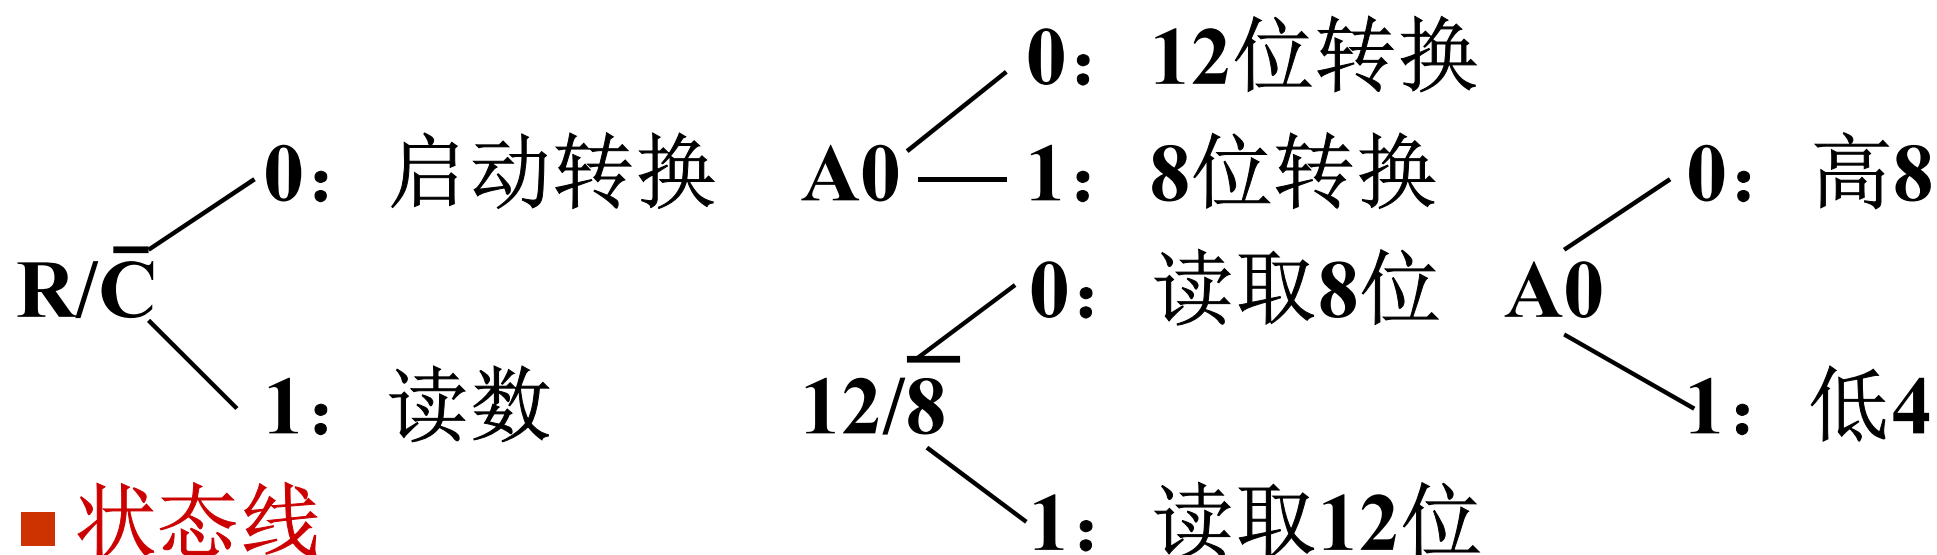 0： 12位转换
0： 启动转换 A0 1： 8位转换 0： 高8
R/C̅ 0： 读取8位 A0
1： 读数 12/8̅ 1： 低4
■ 状态线 1： 读取12位